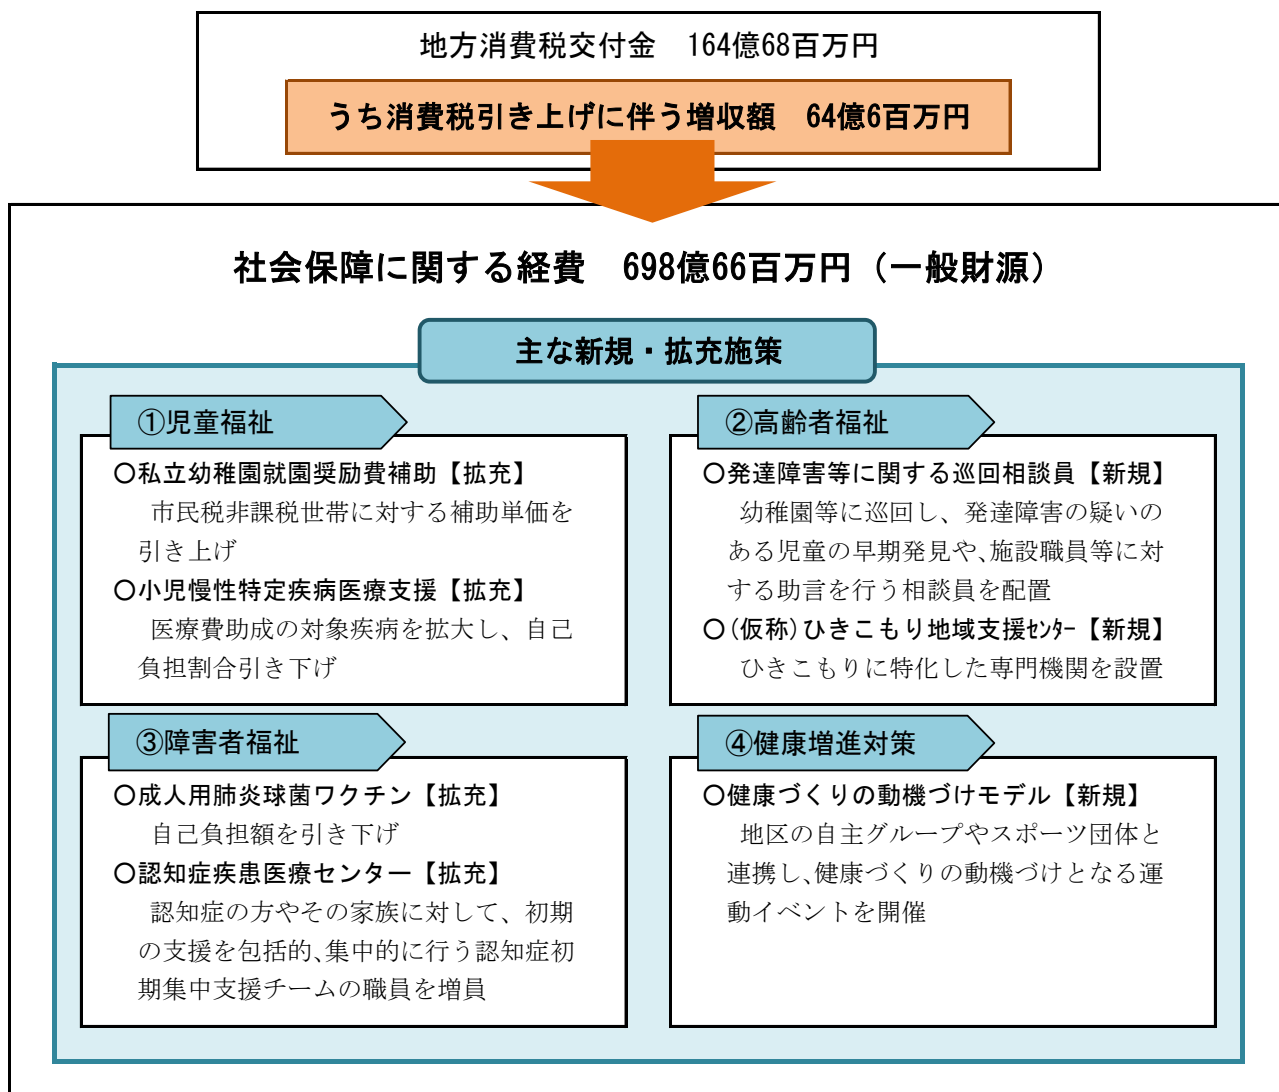 地方消費税交付金　164億68百万円
うち消費税引き上げに伴う増収額　64億6百万円
社会保障に関する経費　698億66百万円（一般財源）
主な新規・拡充施策
①児童福祉
○私立幼稚園就園奨励費補助【拡充】
市民税非課税世帯に対する補助単価を
引き上げ
○小児慢性特定疾病医療支援【拡充】
医療費助成の対象疾病を拡大し、自己
負担割合引き下げ
②高齢者福祉
○発達障害等に関する巡回相談員【新規】
幼稚園等に巡回し、発達障害の疑いの
ある児童の早期発見や、施設職員等に対
する助言を行う相談員を配置
○(仮称)ひきこもり地域支援ｾﾝﾀｰ【新規】
ひきこもりに特化した専門機関を設置
③障害者福祉
○成人用肺炎球菌ワクチン【拡充】
自己負担額を引き下げ
○認知症疾患医療センター【拡充】
認知症の方やその家族に対して、初期
の支援を包括的、集中的に行う認知症初
期集中支援チームの職員を増員
④健康増進対策
○健康づくりの動機づけモデル【新規】
地区の自主グループやスポーツ団体と
連携し、健康づくりの動機づけとなる運
動イベントを開催